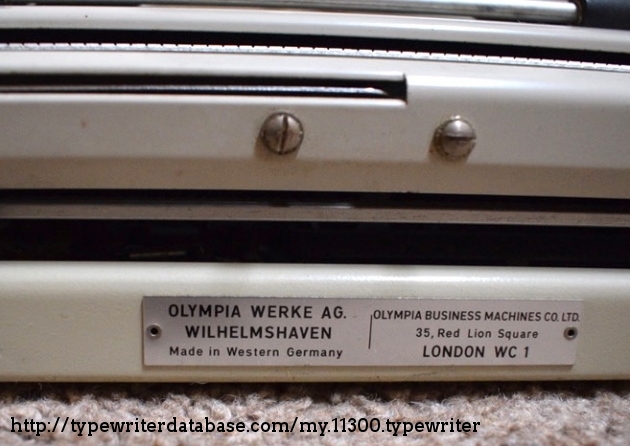 OLYMPIA WERKE AG.
WILHELMSHAVEN
Made in Western Germany
OLYMPIA BUSINESS MACHINES CO. LTD.
35, Red Lion Square
LONDON WC 1
http://typewriterdatabase.com/my.11300.typewriter